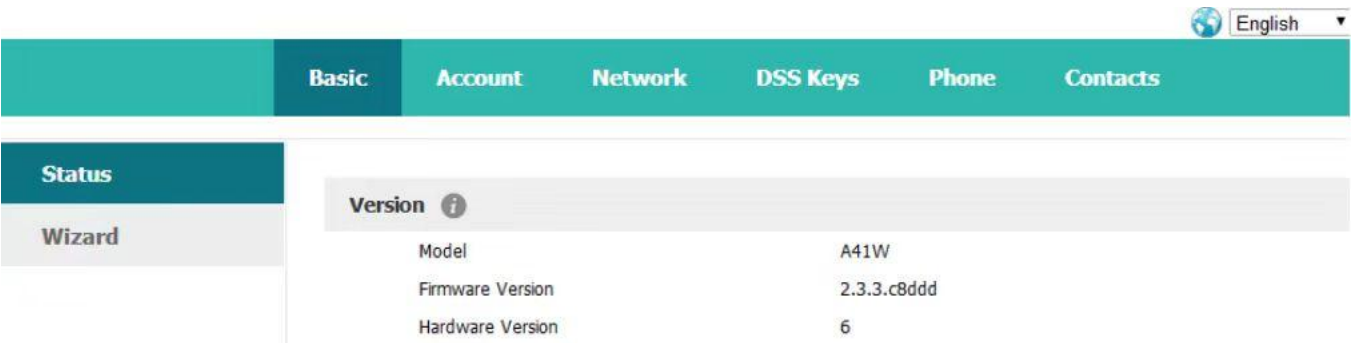 English
Basic Account Network DSS Keys Phone Contacts
Status
Wizard
Version
Model A41W
Firmware Version 2.3.3.c8ddd
Hardware Version 6